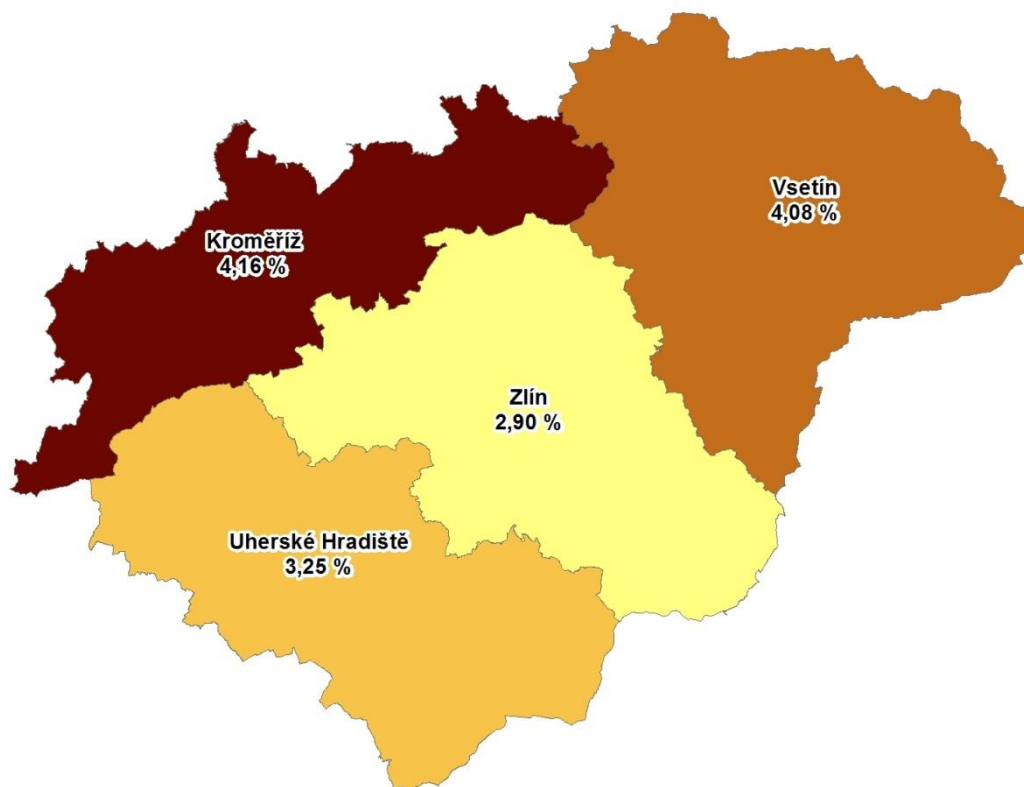 Vsetín
4,08 %
Kroměříž
4,16 %
Zlín
2,90 %
Uherské Hradiště
3,25 %